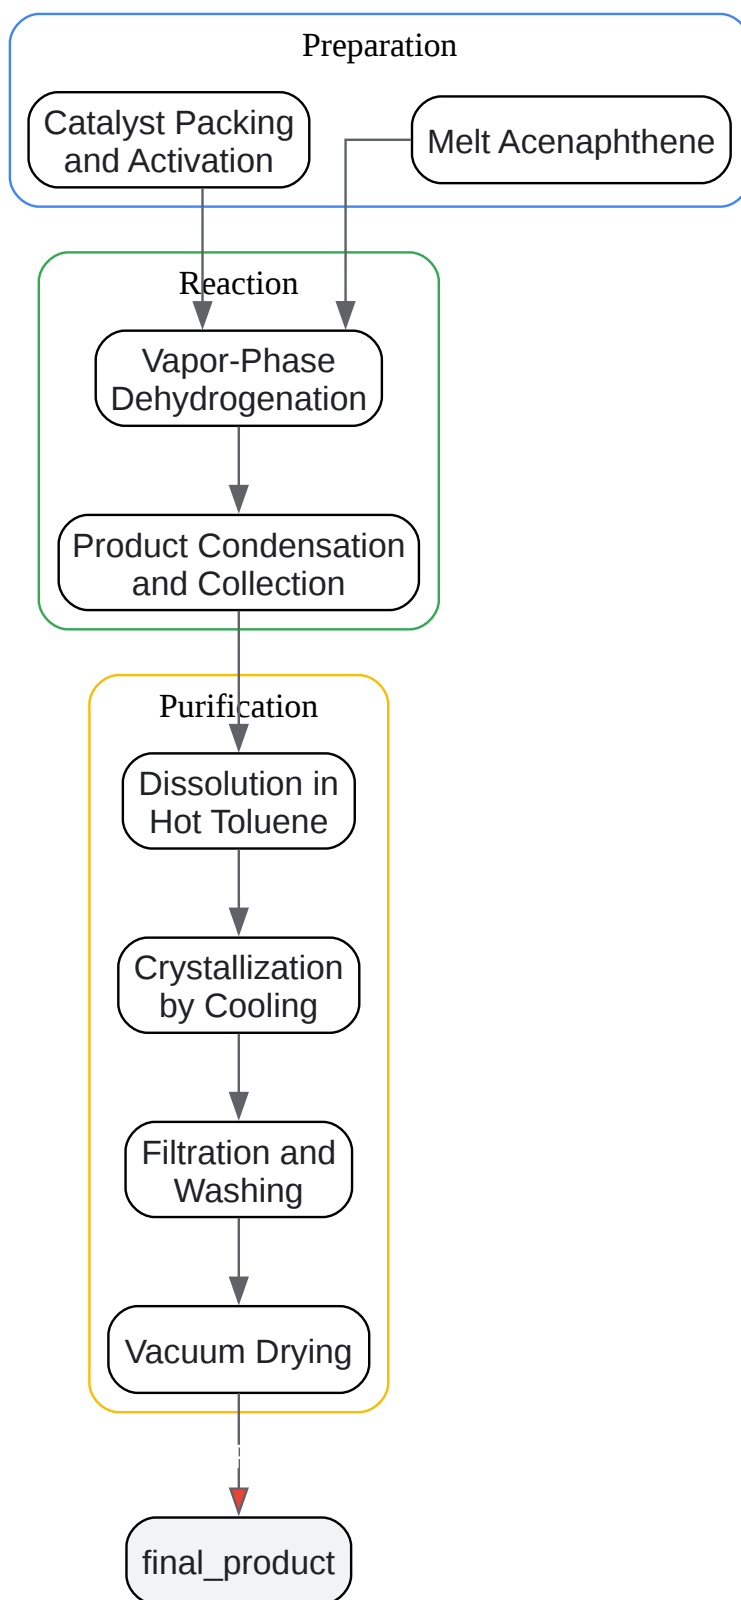 Preparation
Catalyst Packing
and Activation
Melt Acenaphthene
Reaction
Vapor-Phase
Dehydrogenation
Product Condensation
and Collection
Purification
Dissolution in
Hot Toluene
Crystallization
by Cooling
Filtration and
Washing
Vacuum Drying
final_product